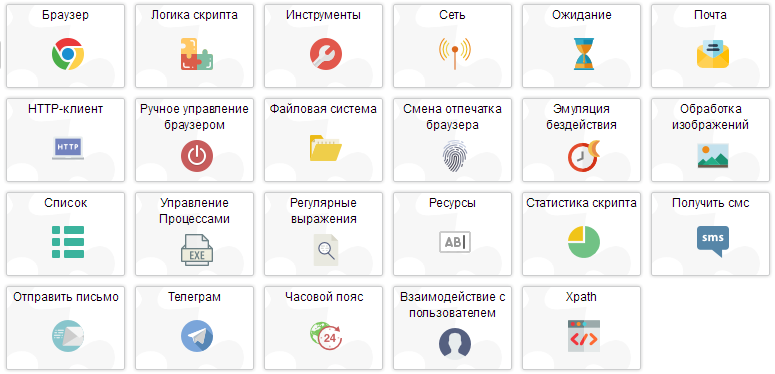 Браузер
Логика скрипта
Инструменты
Сеть
Ожидание
Почта
HTTP-клиент
Ручное управление
браузером
Файловая система
Смена отпечатка
браузера
Эмуляция
бездействия
Обработка
изображений
HTTP
Список
Управление
Процессами
Регулярные
выражения
Ресурсы
Статистика скрипта
Получить смс
EXE
AB
sms
Отправить письмо
Телеграм
Часовой пояс
Взаимодействие с
пользователем
Xpath
24